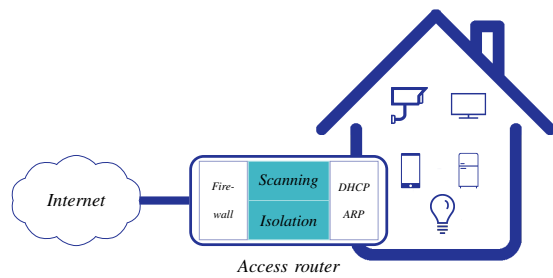 Internet
Fire-
wall
Scanning
Isolation
DHCP
ARP
Access router